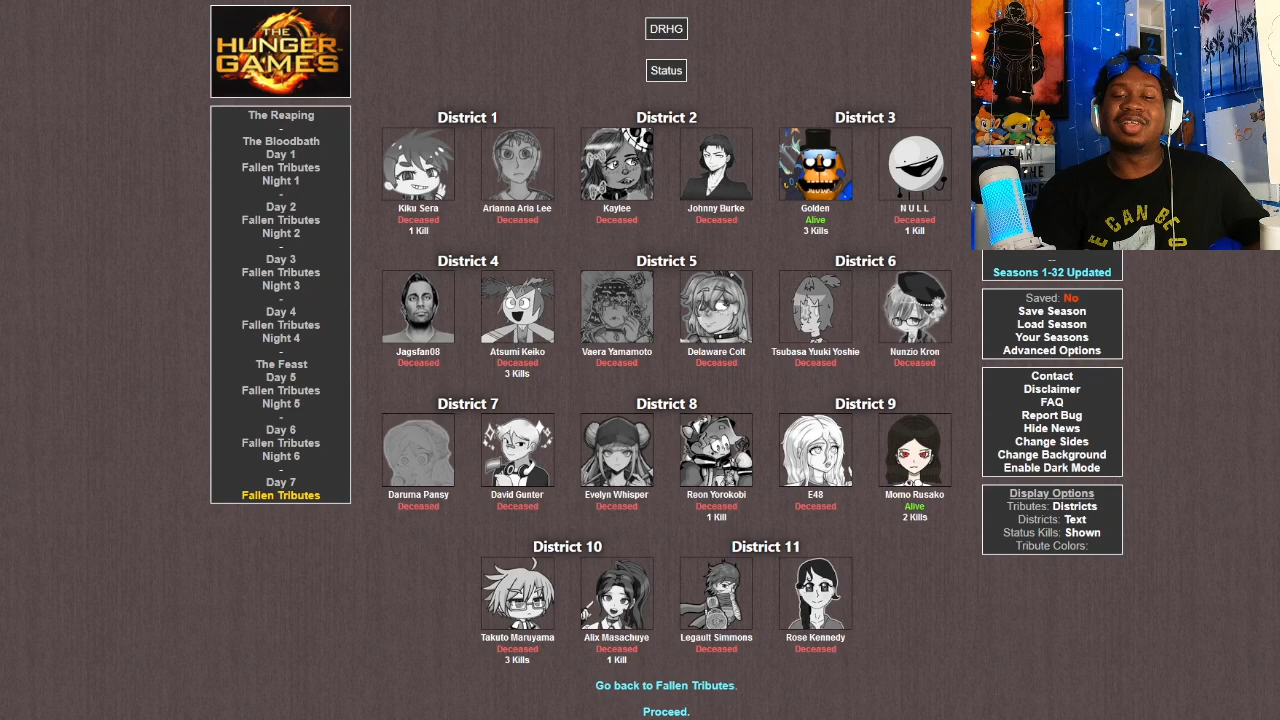 THE
HUNGER
GAMES
The Reaping
-
The Bloodbath
Day 1
Fallen Tributes
Night 1
-
Day 2
Fallen Tributes
Night 2
-
Day 3
Fallen Tributes
Night 3
-
Day 4
Fallen Tributes
Night 4
-
The Feast
Day 5
Fallen Tributes
Night 5
-
Day 6
Fallen Tributes
Night 6
-
Day 7
Fallen Tributes
DRHG
Status
District 1 District 2 District 3
Kiku Sera Arianna Aria Lee Kaylee Johnny Burke Golden N U L L
Deceased Deceased Deceased Deceased Alive Deceased
1 Kill 3 Kills 1 Kill
District 4 District 5 District 6
Jagsfan08 Atsumi Keiko Vaera Yamamoto Delaware Colt Tsubasa Yuuki Yoshie Nunzio Kron
Deceased Deceased Deceased Deceased Deceased Deceased
3 Kills
District 7 District 8 District 9
Daruma Pansy David Gunter Evelyn Whisper Reon Yorokobi E48 Momo Rusako
Deceased Deceased Deceased Deceased Deceased Alive
1 Kill 2 Kills
District 10 District 11
Takuto Maruyama Alix Masachuye Legault Simmons Rose Kennedy
Deceased Deceased Deceased Deceased
3 Kills 1 Kill
Go back to Fallen Tributes.
Proceed.
2
YEAR
CAN BE
--
Seasons 1-32 Updated
Saved: No
Save Season
Load Season
Your Seasons
Advanced Options
Contact
Disclaimer
FAQ
Report Bug
Hide News
Change Sides
Change Background
Enable Dark Mode
Display Options
Tributes: Districts
Districts: Text
Status Kills: Shown
Tribute Colors: